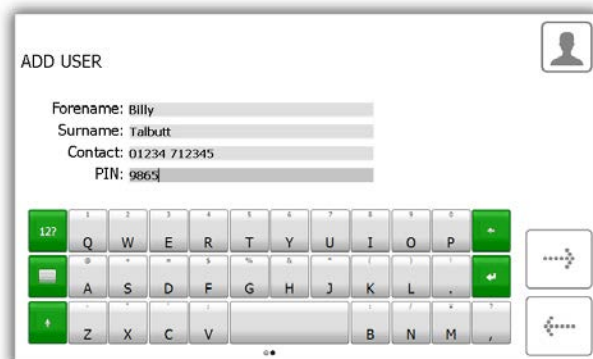 ADD USER
Forename: Billy
Surname: Talbutt
Contact: 01234 712345
PIN: 9865
1 2 3 4 5 6 7 8 9 0
12? Q W E R T Y U I O P
A S D F G H J K L .
Z X C V B N M ,